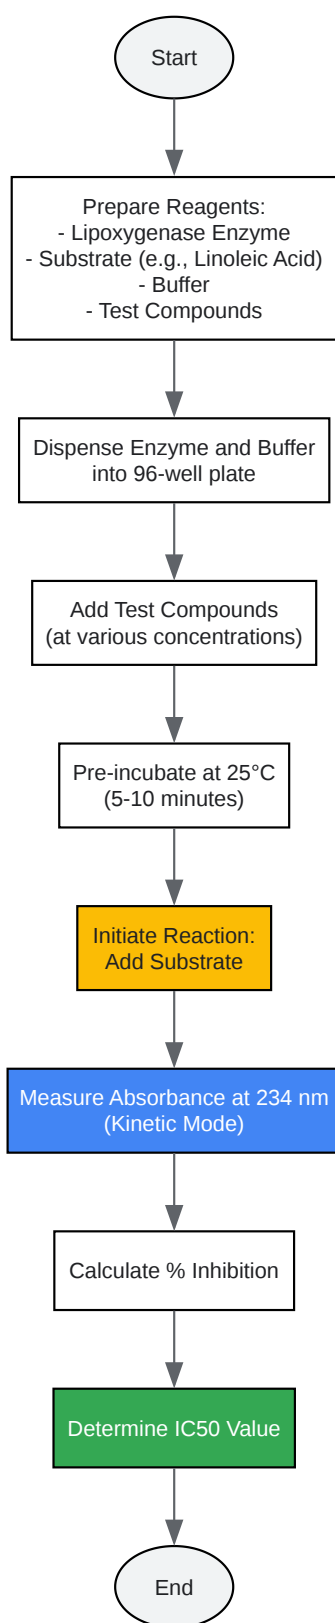 Start
Prepare Reagents:
- Lipoxygenase Enzyme
- Substrate (e.g., Linoleic Acid)
- Buffer
- Test Compounds
Dispense Enzyme and Buffer
into 96-well plate
Add Test Compounds
(at various concentrations)
Pre-incubate at 25°C
(5-10 minutes)
Initiate Reaction:
Add Substrate
Measure Absorbance at 234 nm
(Kinetic Mode)
Calculate % Inhibition
Determine IC50 Value
End